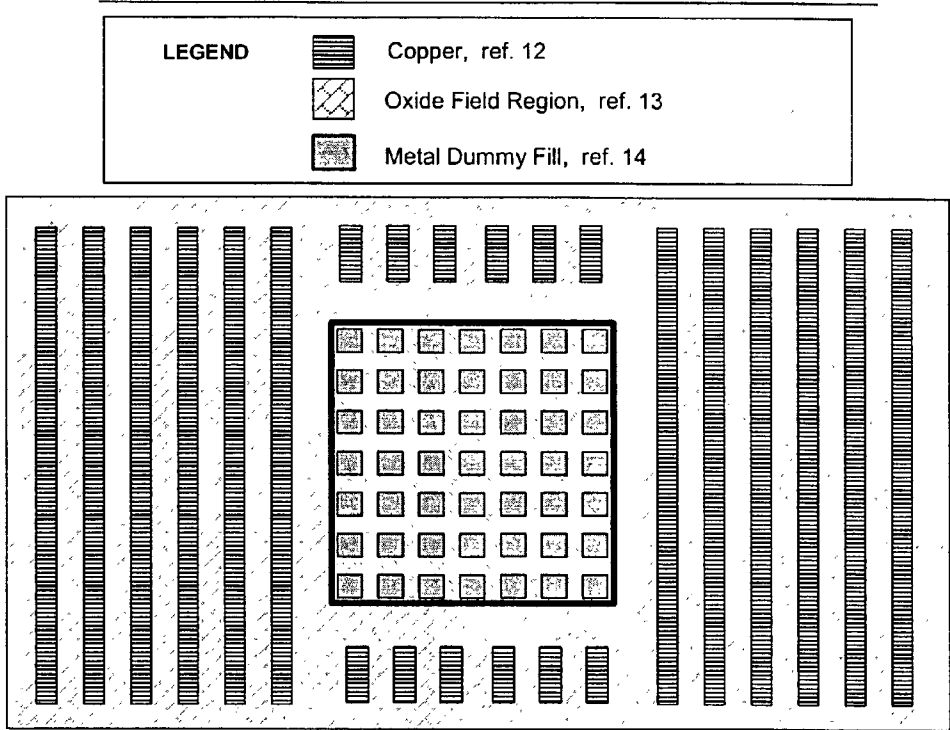 LEGEND
Copper, ref. 12
Oxide Field Region, ref. 13
Metal Dummy Fill, ref. 14